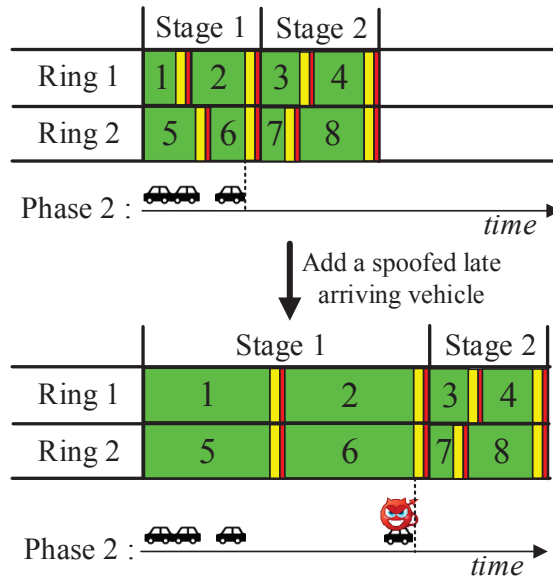 Stage 1 Stage 2
Ring 1 1 2 3 4
Ring 2 5 6 7 8
Phase 2 :
time
Add a spoofed late
arriving vehicle
Stage 1 Stage 2
Ring 1 1 2 3 4
Ring 2 5 6 7 8
Phase 2 :
time